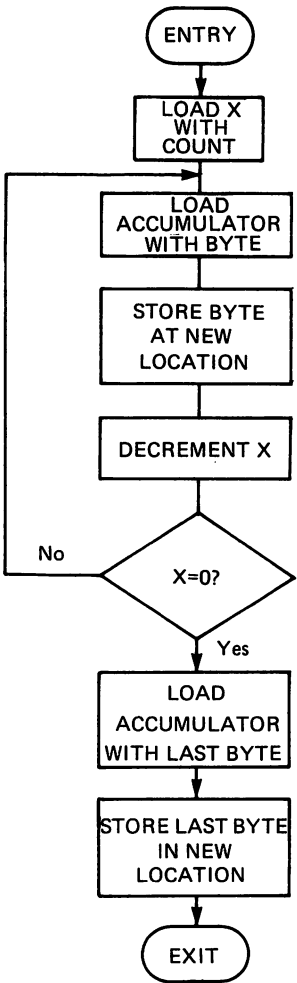 ENTRY
LOAD X
WITH
COUNT
LOAD
ACCUMULATOR
WITH BYTE
STORE BYTE
AT NEW
LOCATION
DECREMENT X
X=0?
No
Yes
LOAD
ACCUMULATOR
WITH LAST BYTE
STORE LAST BYTE
IN NEW
LOCATION
EXIT